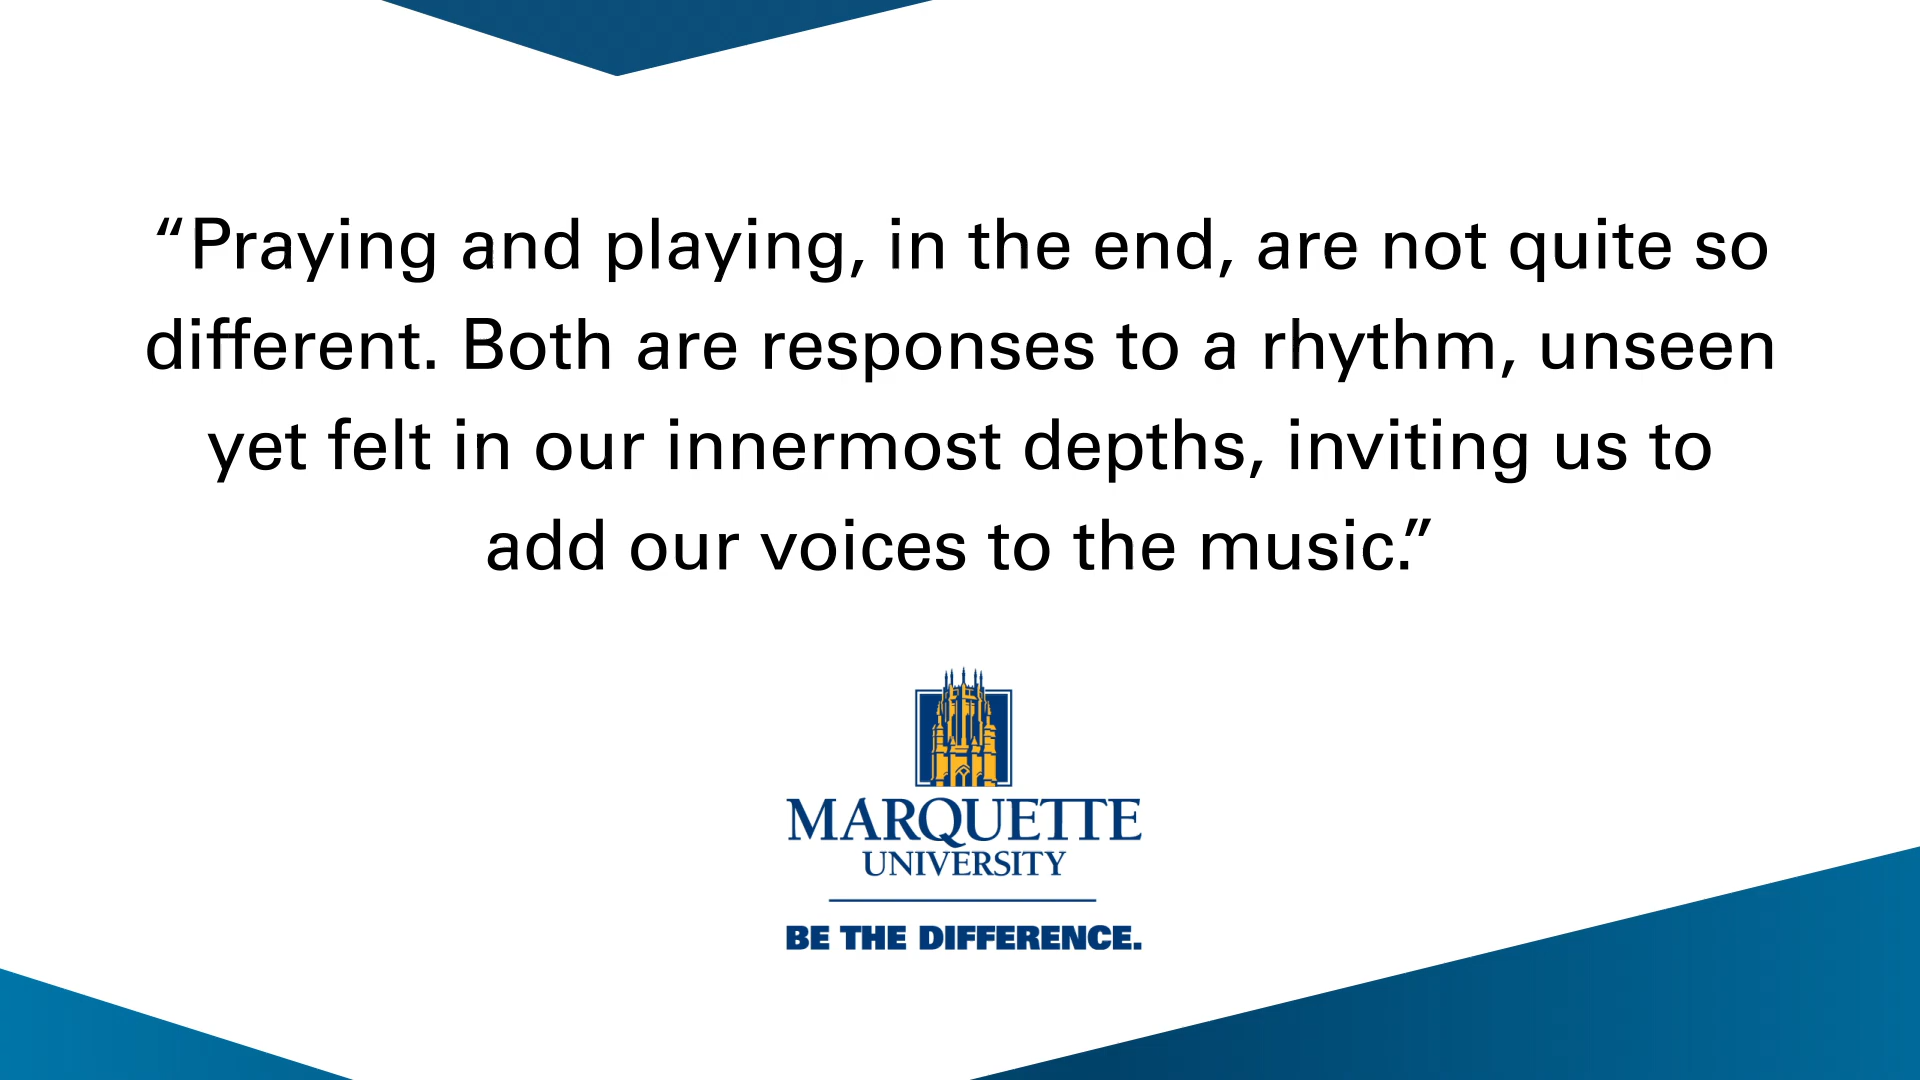 “Praying and playing, in the end, are not quite so
different. Both are responses to a rhythm, unseen
yet felt in our innermost depths, inviting us to
add our voices to the music.”
MARQUETTE
UNIVERSITY
BE THE DIFFERENCE.